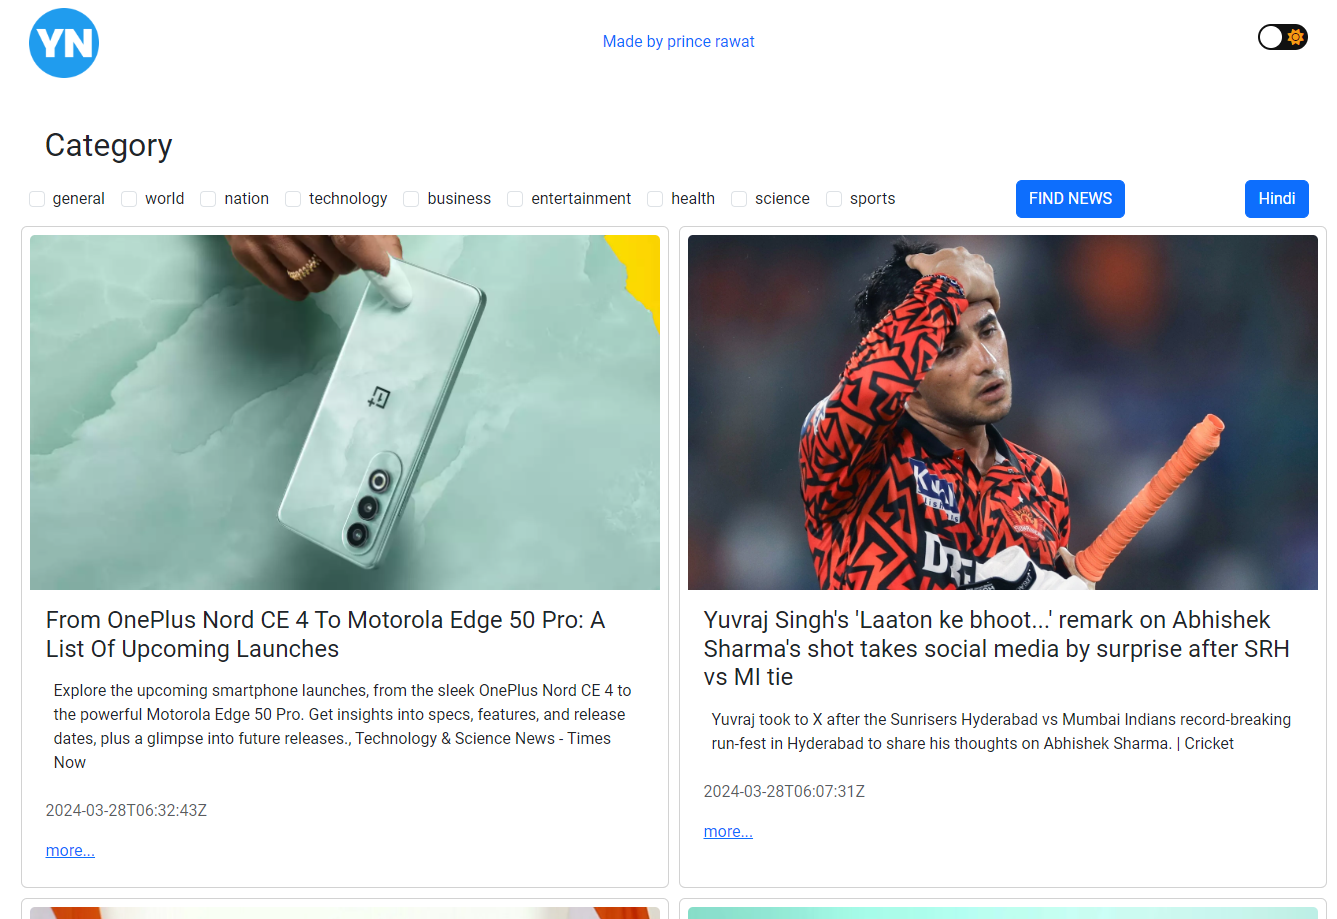 YN
Made by prince rawat
Category
general world nation technology business entertainment health science sports FIND NEWS Hindi
From OnePlus Nord CE 4 To Motorola Edge 50 Pro: A
List Of Upcoming Launches
Explore the upcoming smartphone launches, from the sleek OnePlus Nord CE 4 to
the powerful Motorola Edge 50 Pro. Get insights into specs, features, and release
dates, plus a glimpse into future releases., Technology & Science News - Times
Now
2024-03-28T06:32:43Z
more...
Yuvraj Singh's 'Laaton ke bhoot...' remark on Abhishek
Sharma's shot takes social media by surprise after SRH
vs MI tie
Yuvraj took to X after the Sunrisers Hyderabad vs Mumbai Indians record-breaking
run-fest in Hyderabad to share his thoughts on Abhishek Sharma. | Cricket
2024-03-28T06:07:31Z
more...